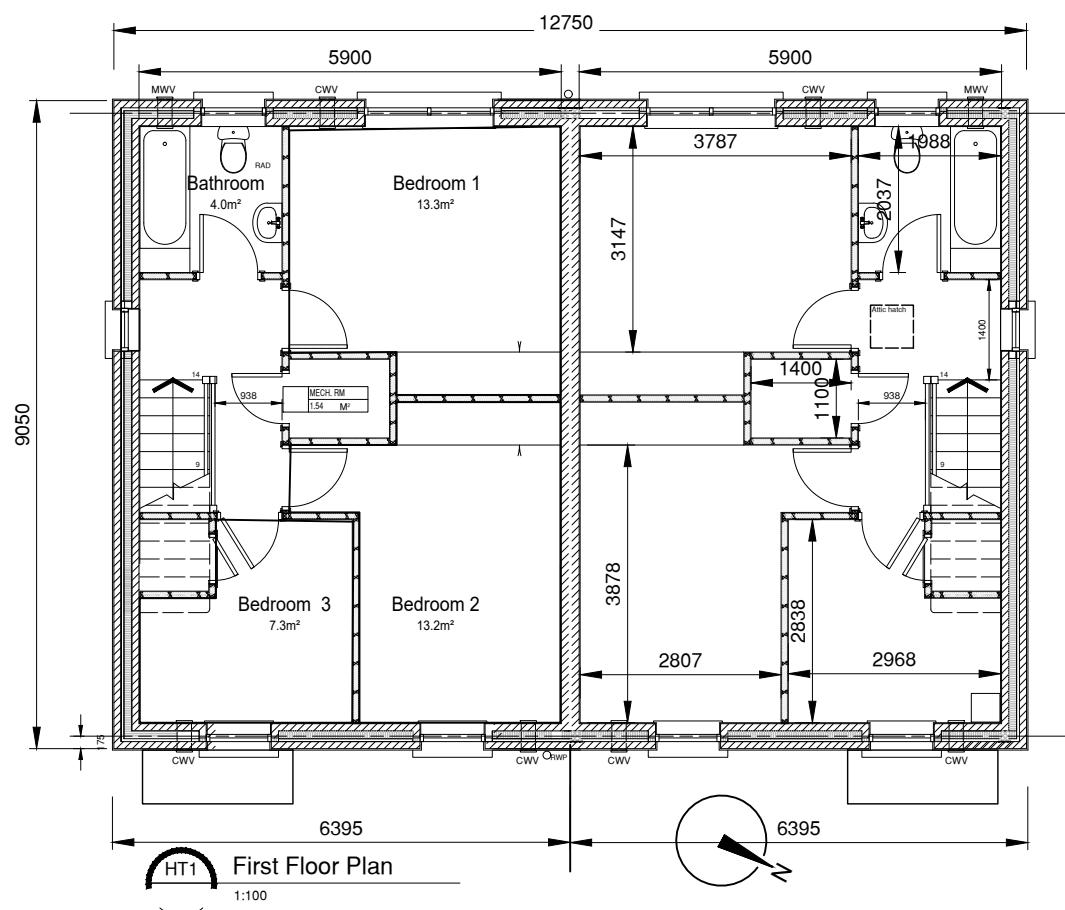 12750
5900
5900
MWV
CWV
CWV
MWV
RAD
Bathroom
4.0m²
Bedroom 1
13.3m²
3787
1988
2037
3147
Attic hatch
1400
14
938
MECH. RM
1.54 M²
1400
1100
938
14
9050
9
9
Bedroom 3
7.3m²
Bedroom 2
13.2m²
3878
2838
2807
2968
175
CWV
CWV
RWP
CWV
CWV
6395
6395
N
HT1
First Floor Plan
1:100